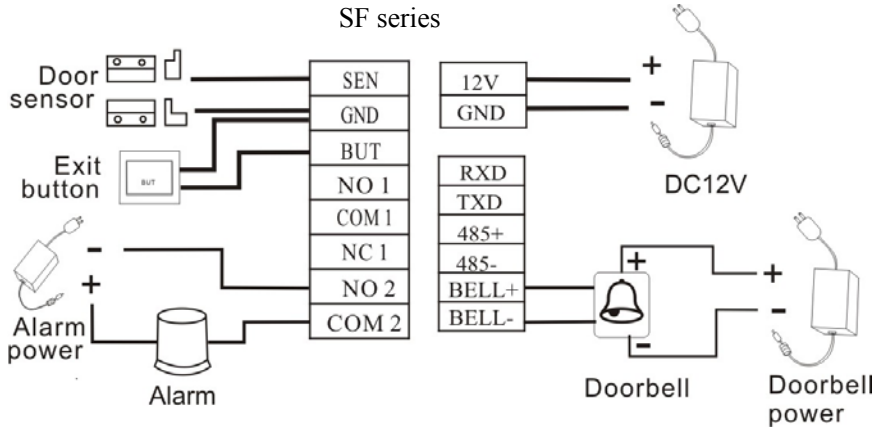 SF series
Door
sensor
SEN
GND
BUT
NO 1
COM 1
NC 1
NO 2
COM 2
Exit
button
BUT
-
+
Alarm
power
Alarm
12V
GND
+
-
DC12V
RXD
TXD
485+
485-
BELL+
BELL-
+
-
Doorbell
+
-
Doorbell
power